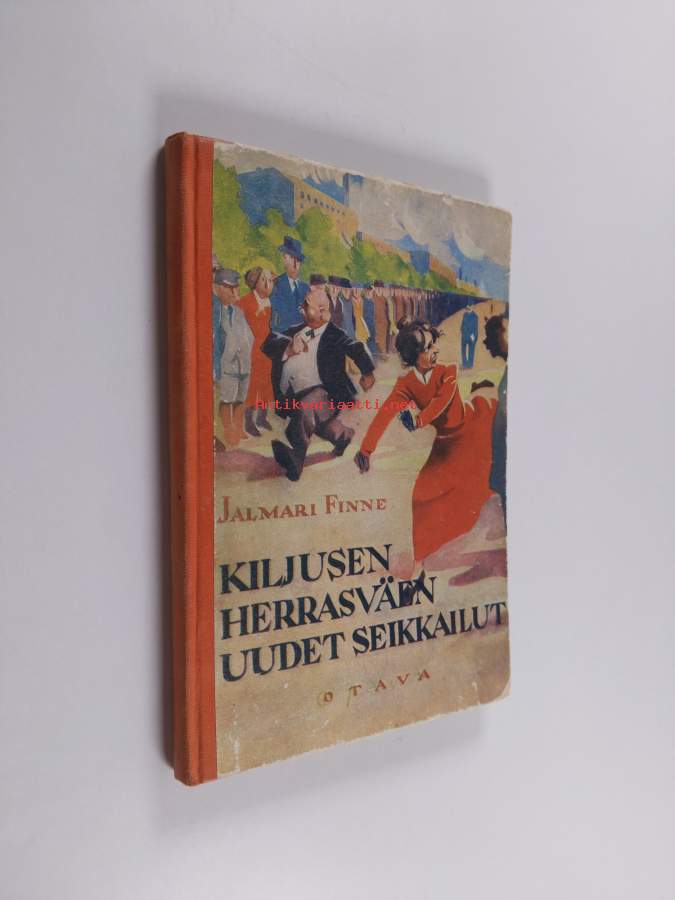 Antikvariaatti.net
JALMARI FINNE
KILJUSEN
HERRASVÄEN
UUDET SEIKKAILUT
OTAVA